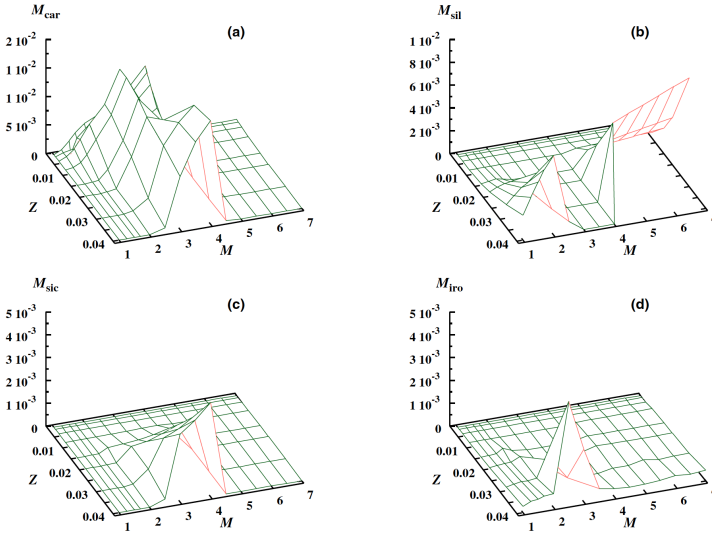 M_car
(a)
2 10^-2
1 10^-2
1 10^-2
5 10^-3
0
0.01
0.02
0.03
0.04
Z
1 2 3 4 5 6 7
M
M_sil
(b)
1 10^-2
8 10^-3
6 10^-3
4 10^-3
2 10^-3
0
0.01
0.02
0.03
0.04
Z
1 2 3 4 5 6 7
M
M_sic
(c)
5 10^-3
4 10^-3
3 10^-3
2 10^-3
1 10^-3
0
0.01
0.02
0.03
0.04
Z
1 2 3 4 5 6 7
M
M_iro
(d)
5 10^-3
4 10^-3
3 10^-3
2 10^-3
1 10^-3
0
0.01
0.02
0.03
0.04
Z
1 2 3 4 5 6 7
M